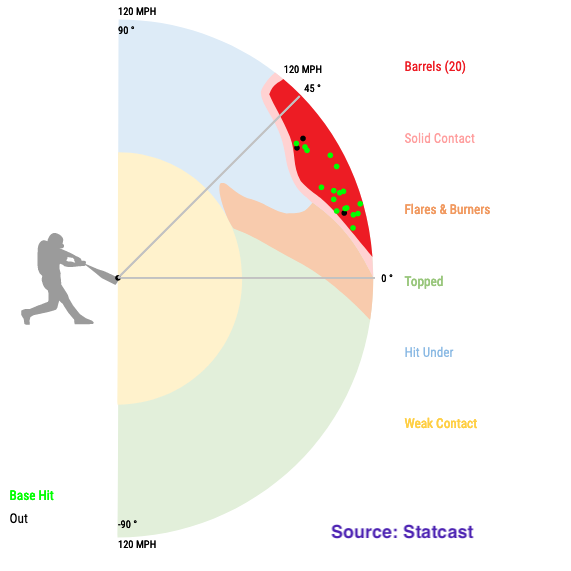 120 MPH
90 °
120 MPH
45 °
Barrels (20)
Solid Contact
Flares & Burners
0 °
Topped
Hit Under
Weak Contact
Base Hit
Out
-90 °
120 MPH
Source: Statcast